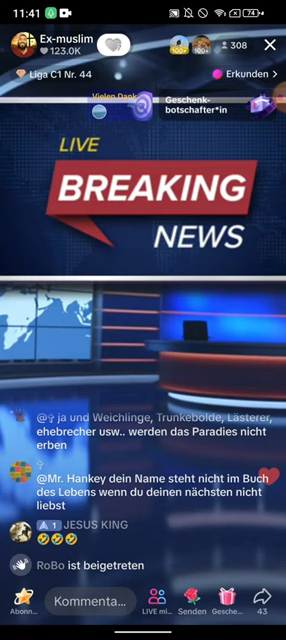 11:41
74
Ex-muslim
123.0K
100+
100+
308
Liga C1 Nr. 44
Erkunden >
Vielen Dank
Geschenk-
botschafter*in
LIVE
BREAKING
NEWS
@✞ ja und Weichlinge, Trunkebolde, Lästerer,
ehebrecher usw.. werden das Paradies nicht
erben
✞
@Mr. Hankey dein Name steht nicht im Buch
des Lebens wenn du deinen nächsten nicht
liebst
1 JESUS KING
🤣🤣🤣
RoBo ist beigetreten
Abonn...
Kommenta...
LIVE mi...
Senden
Gesche...
43